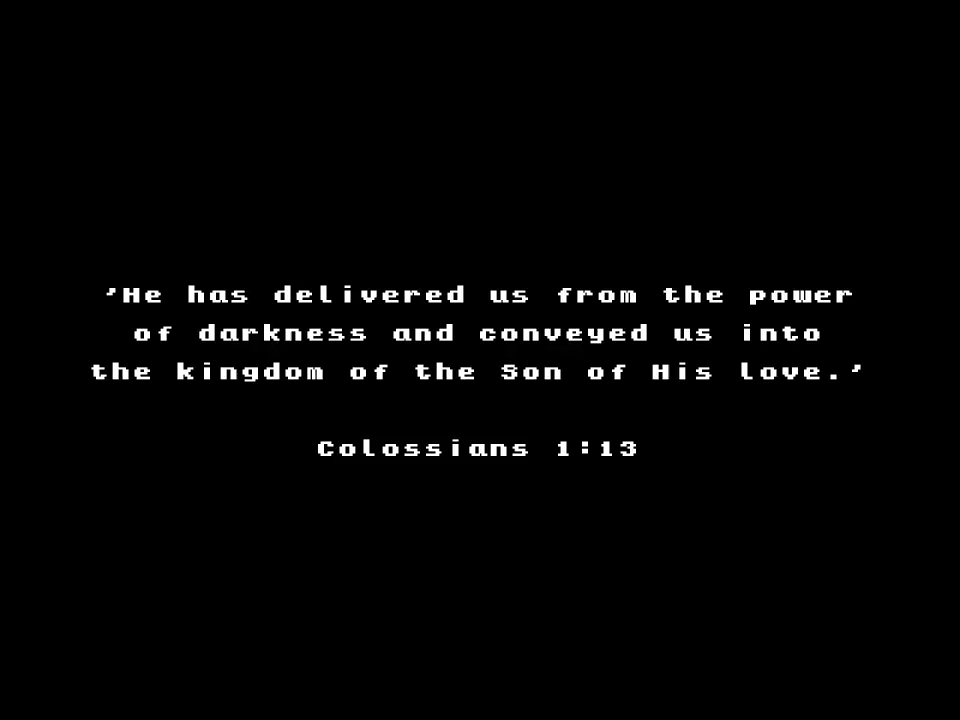 'He has delivered us from the power
of darkness and conveyed us into
the kingdom of the Son of His love.'
Colossians 1:13